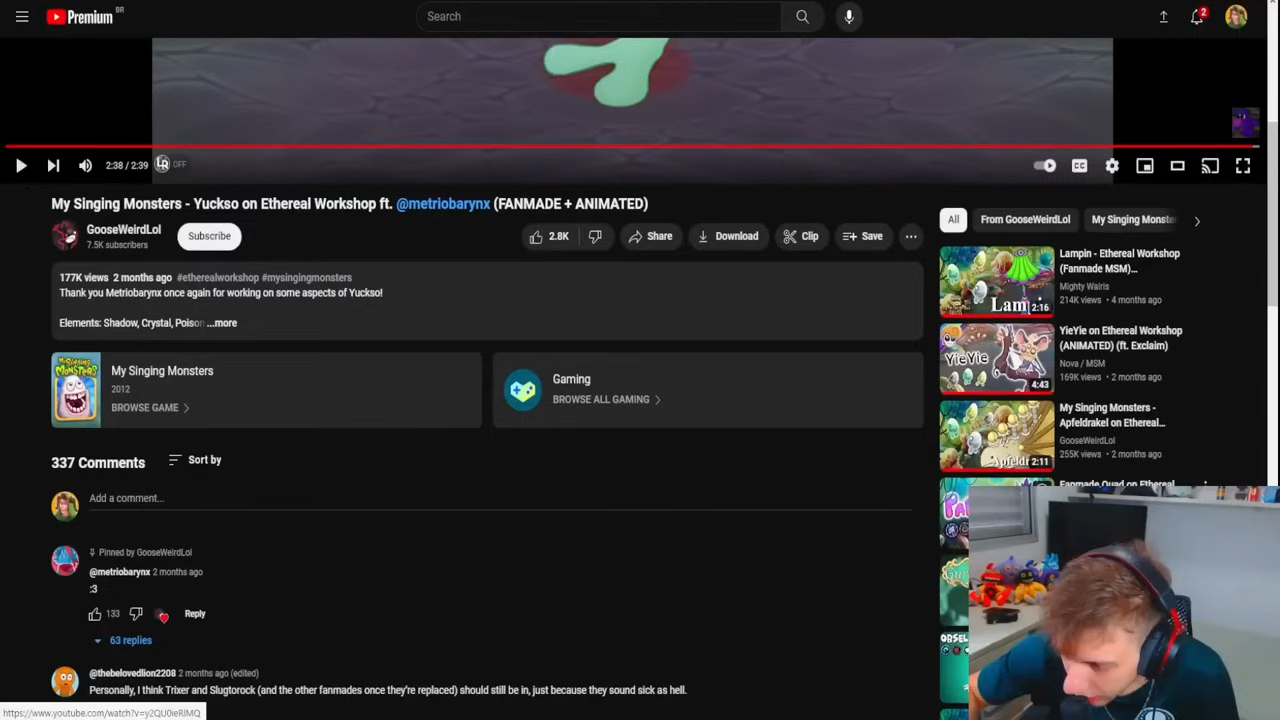 Premium BR
Search
2
2:38 / 2:39
OFF
CC
My Singing Monsters - Yuckso on Ethereal Workshop ft. @metriobarynx (FANMADE + ANIMATED)
GooseWeirdLol
7.5K subscribers
Subscribe
2.8K
Share
Download
Clip
Save
177K views 2 months ago #etherealworkshop #mysingingmonsters
Thank you Metriobarynx once again for working on some aspects of Yuckso!
Elements: Shadow, Crystal, Poison ...more
My Singing Monsters
2012
BROWSE GAME
Gaming
BROWSE ALL GAMING
337 Comments
Sort by
Add a comment...
Pinned by GooseWeirdLol
@metriobarynx 2 months ago
:3
133
Reply
63 replies
@thebelovedlion2208 2 months ago (edited)
Personally, I think Trixer and Slugtorock (and the other fanmades once they're replaced) should still be in, just because they sound sick as hell.
https://www.youtube.com/watch?v=y2QU0ieRlMQ
All
From GooseWeirdLol
My Singing Monste
2:16
Lampin - Ethereal Workshop
(Fanmade MSM)...
Mighty Walris
214K views • 4 months ago
YieYie
4:43
YieYie on Ethereal Workshop
(ANIMATED) (ft. Exclaim)
Nova / MSM
169K views • 2 months ago
2:11
My Singing Monsters -
Apfeldrakel on Ethereal...
GooseWeirdLol
255K views • 2 months ago
Fanmade Quad on Ethereal